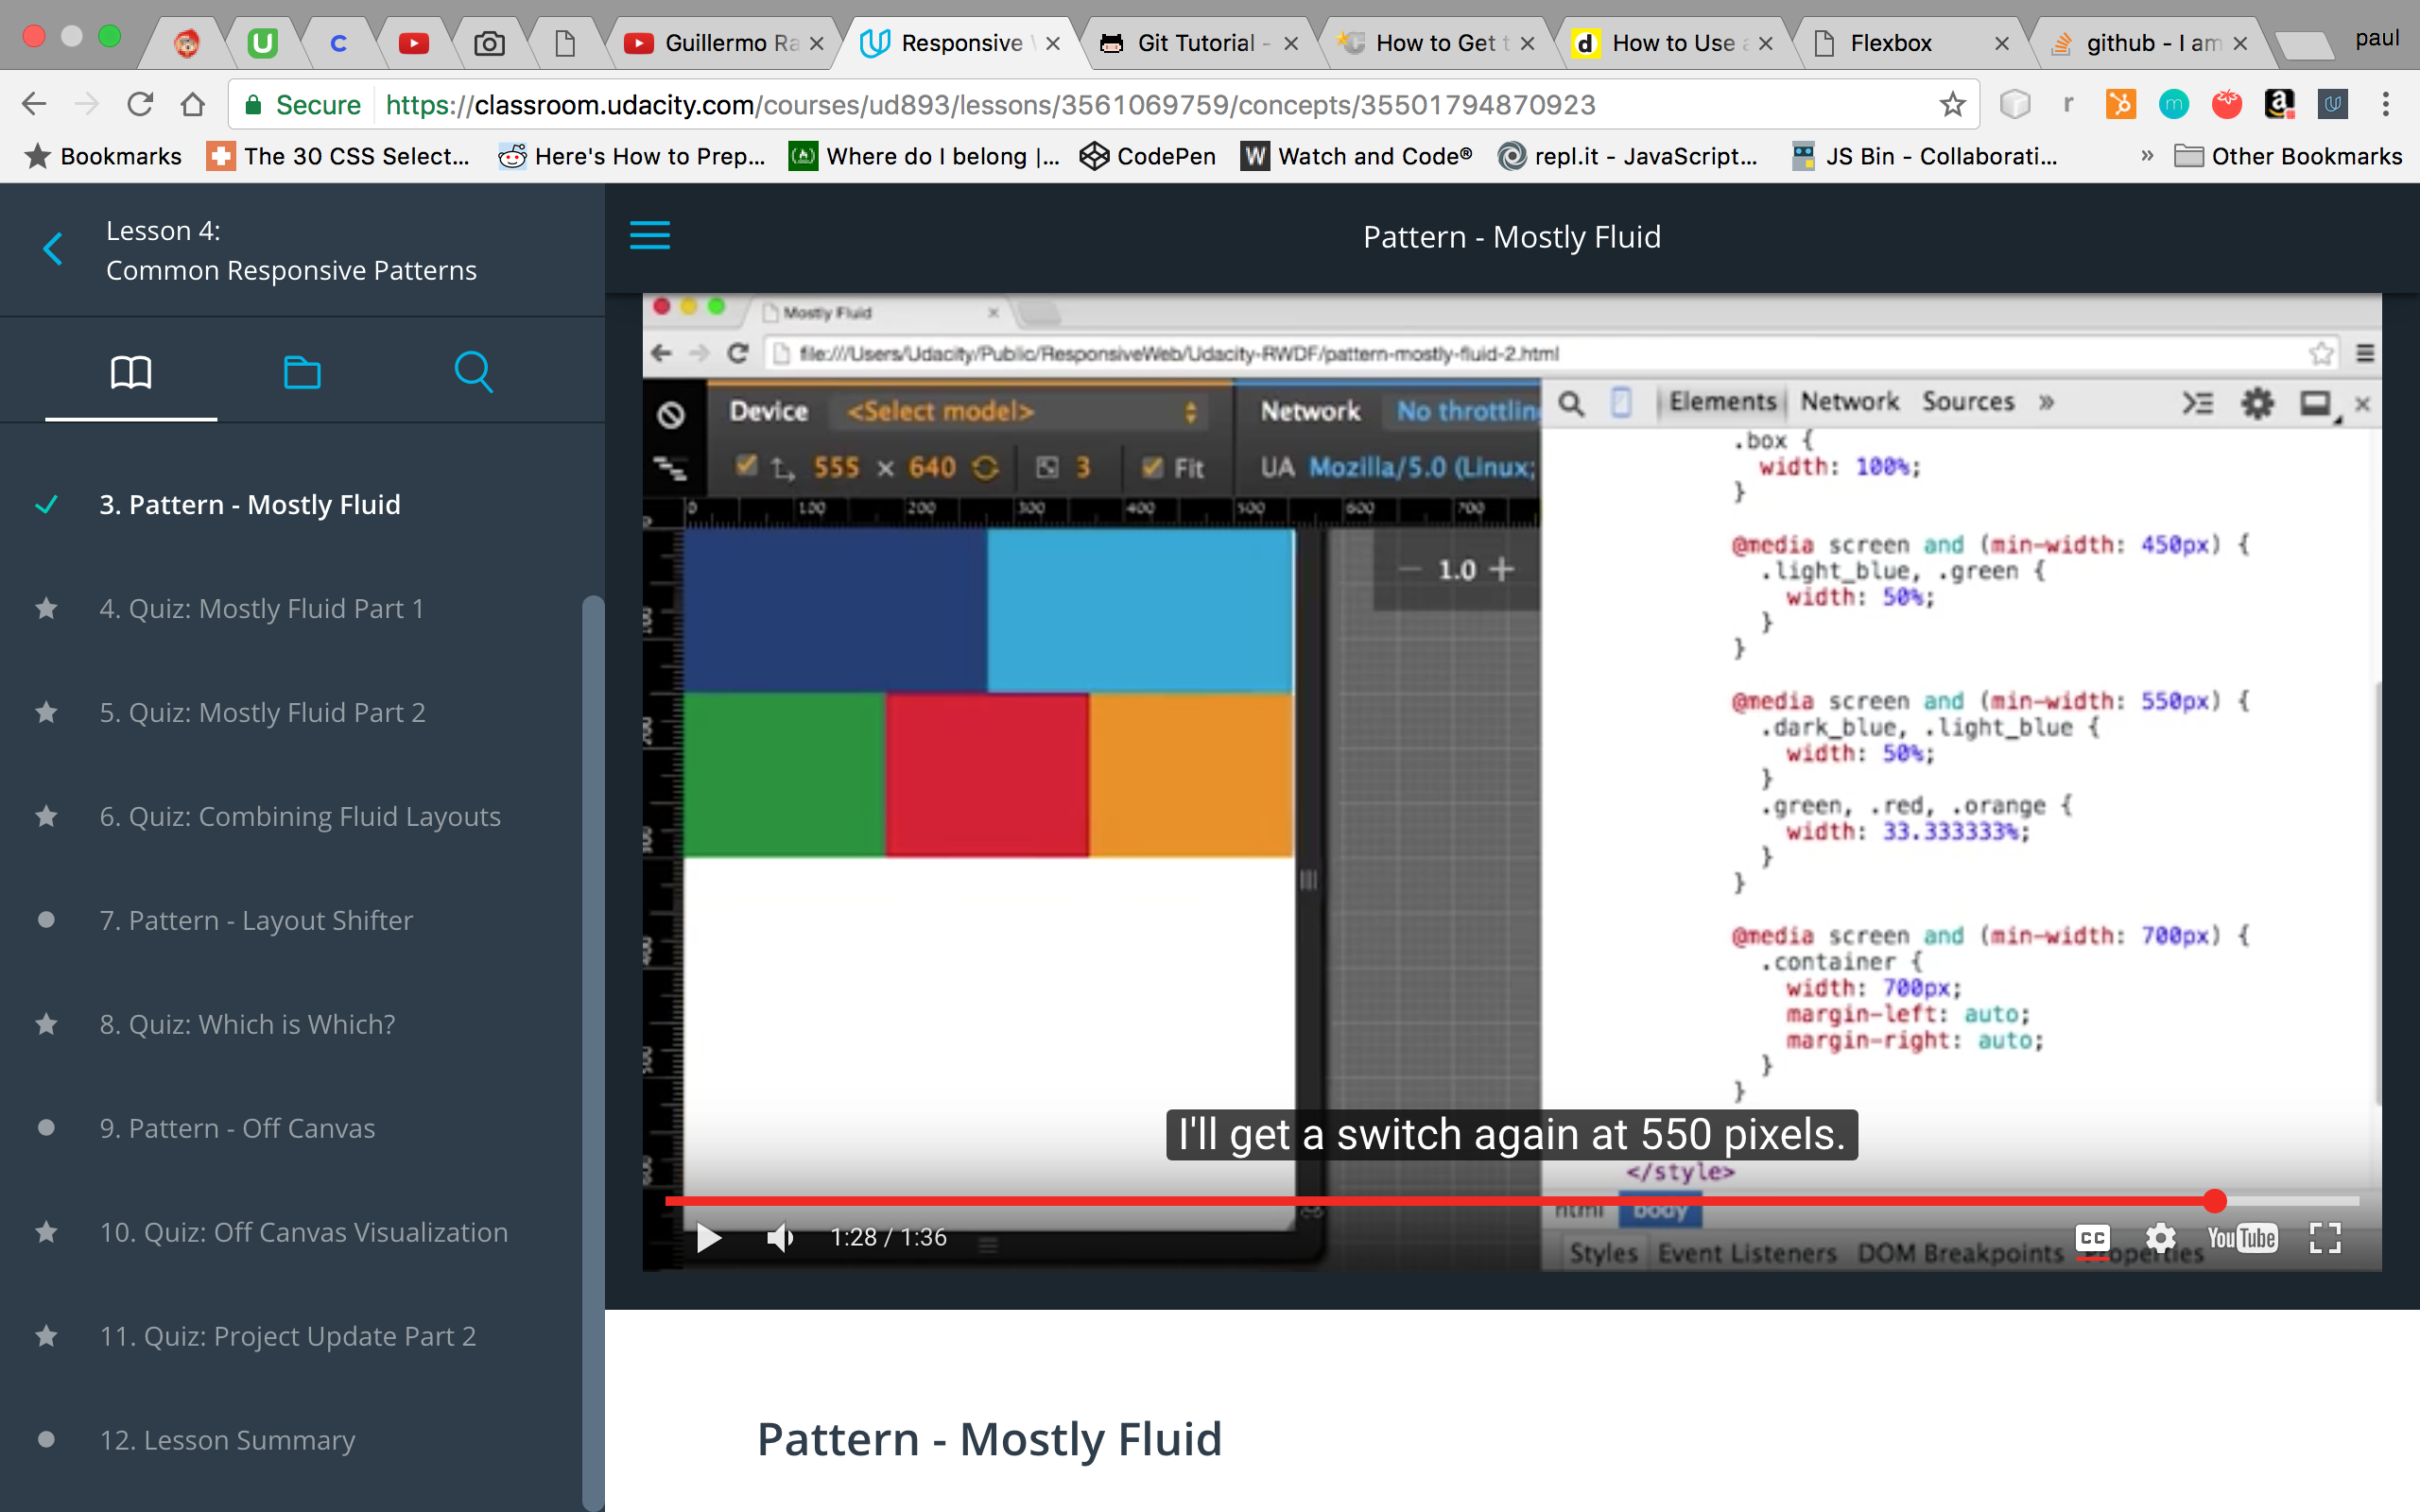 Guillermo Ra
Responsive
Git Tutorial -
How to Get t
How to Use a
Flexbox
github - I am
paul
Secure https://classroom.udacity.com/courses/ud893/lessons/3561069759/concepts/35501794870923
Bookmarks
The 30 CSS Select...
Here's How to Prep...
Where do I belong |...
CodePen
Watch and Code®
repl.it - JavaScript...
JS Bin - Collaborati...
»
Other Bookmarks
Lesson 4:
Common Responsive Patterns
3. Pattern - Mostly Fluid
4. Quiz: Mostly Fluid Part 1
5. Quiz: Mostly Fluid Part 2
6. Quiz: Combining Fluid Layouts
7. Pattern - Layout Shifter
8. Quiz: Which is Which?
9. Pattern - Off Canvas
10. Quiz: Off Canvas Visualization
11. Quiz: Project Update Part 2
12. Lesson Summary
Pattern - Mostly Fluid
Mostly Fluid
file:///Users/Udacity/Public/ResponsiveWeb/Udacity-RWDF/pattern-mostly-fluid-2.html
Device <Select model>
Network No throttlin
555 × 640 3 Fit
UA Mozilla/5.0 (Linux;
0 100 200 300 400 500 600 700
1.0
Elements Network Sources »
.box {
width: 100%;
}
@media screen and (min-width: 450px) {
.light_blue, .green {
width: 50%;
}
}
@media screen and (min-width: 550px) {
.dark_blue, .light_blue {
width: 50%;
}
.green, .red, .orange {
width: 33.333333%;
}
}
@media screen and (min-width: 700px) {
.container {
width: 700px;
margin-left: auto;
margin-right: auto;
}
}
I'll get a switch again at 550 pixels.
</style>
html body
1:28 / 1:36
CC
YouTube
Styles Event Listeners DOM Breakpoints Properties
Pattern - Mostly Fluid